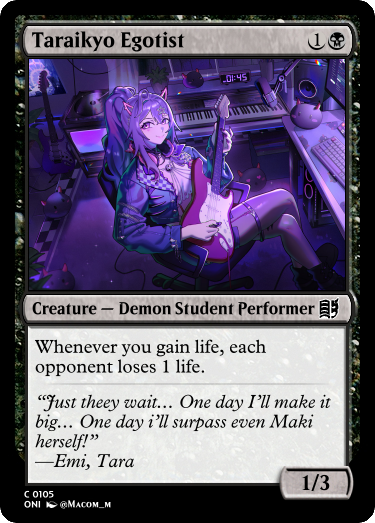 Taraikyo Egotist 1
01:45
Creature — Demon Student Performer
Whenever you gain life, each
opponent loses 1 life.
“Just theey wait… One day I’ll make it
big… One day i’ll surpass even Maki
herself!”
—Emi, Tara
1/3
C 0105
ONI @Macom_m